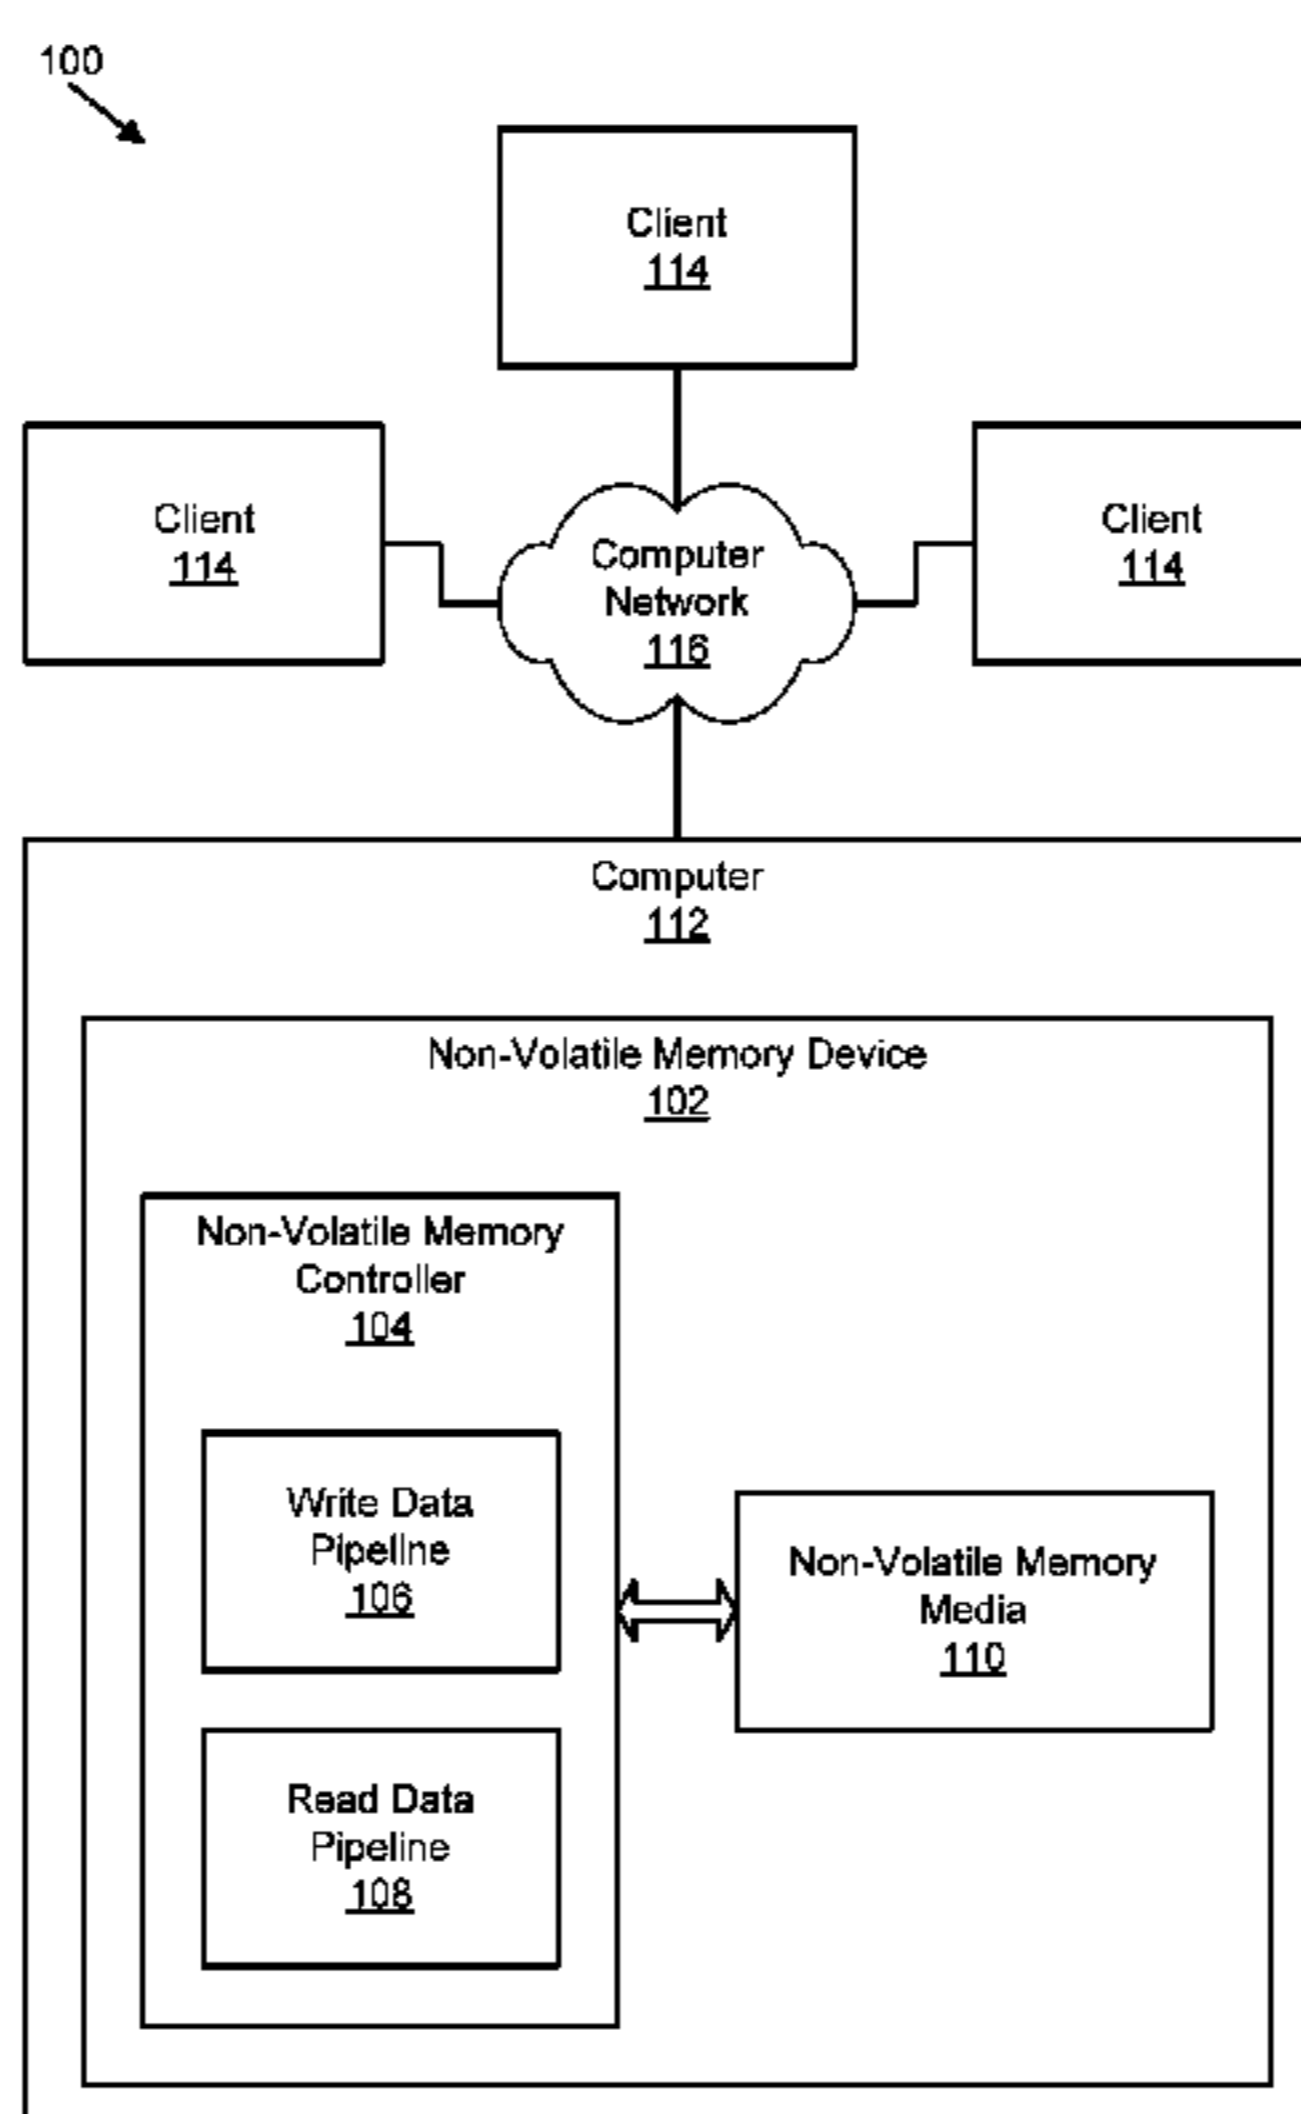 100
Client
114
Client
114
Client
114
Computer
Network
116
Computer
112
Non-Volatile Memory Device
102
Non-Volatile Memory
Controller
104
Write Data
Pipeline
106
Non-Volatile Memory
Media
110
Read Data
Pipeline
108